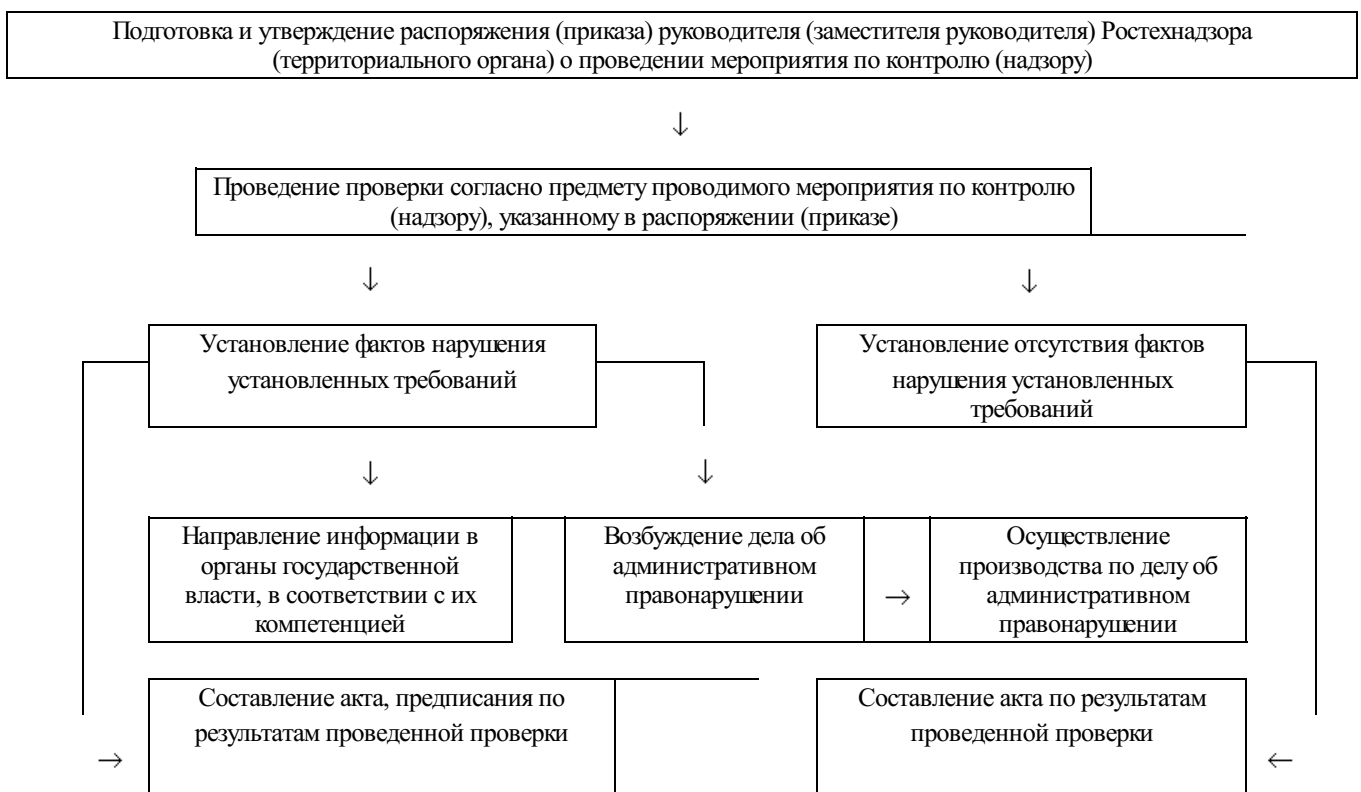 Подготовка и утверждение распоряжения (приказа) руководителя (заместителя руководителя) Ростехнадзора
(территориального органа) о проведении мероприятия по контролю (надзору)
↓
Проведение проверки согласно предмету проводимого мероприятия по контролю
(надзору), указанному в распоряжении (приказе)
↓ ↓
Установление фактов нарушения
установленных требований
Установление отсутствия фактов
нарушения установленных
требований
↓ ↓
Направление информации в
органы государственной
власти, в соответствии с их
компетенцией
Возбуждение дела об
административном
правонарушении
→
Осуществление
производства по делу об
административном
правонарушении
→
Составление акта, предписания по
результатам проведенной проверки
Составление акта по результатам
проведенной проверки
←